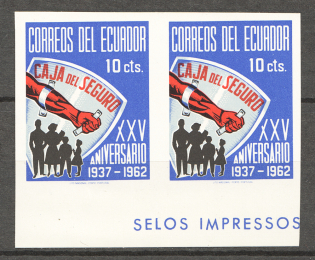 CORREOS DEL ECUADOR
10 cts.
CAJA DEL SEGURO
XXV
ANIVERSARIO
1937-1962
CORREOS DEL ECUADOR
10 cts.
CAJA DEL SEGURO
XXV
ANIVERSARIO
1937-1962
SELOS IMPRESSOS